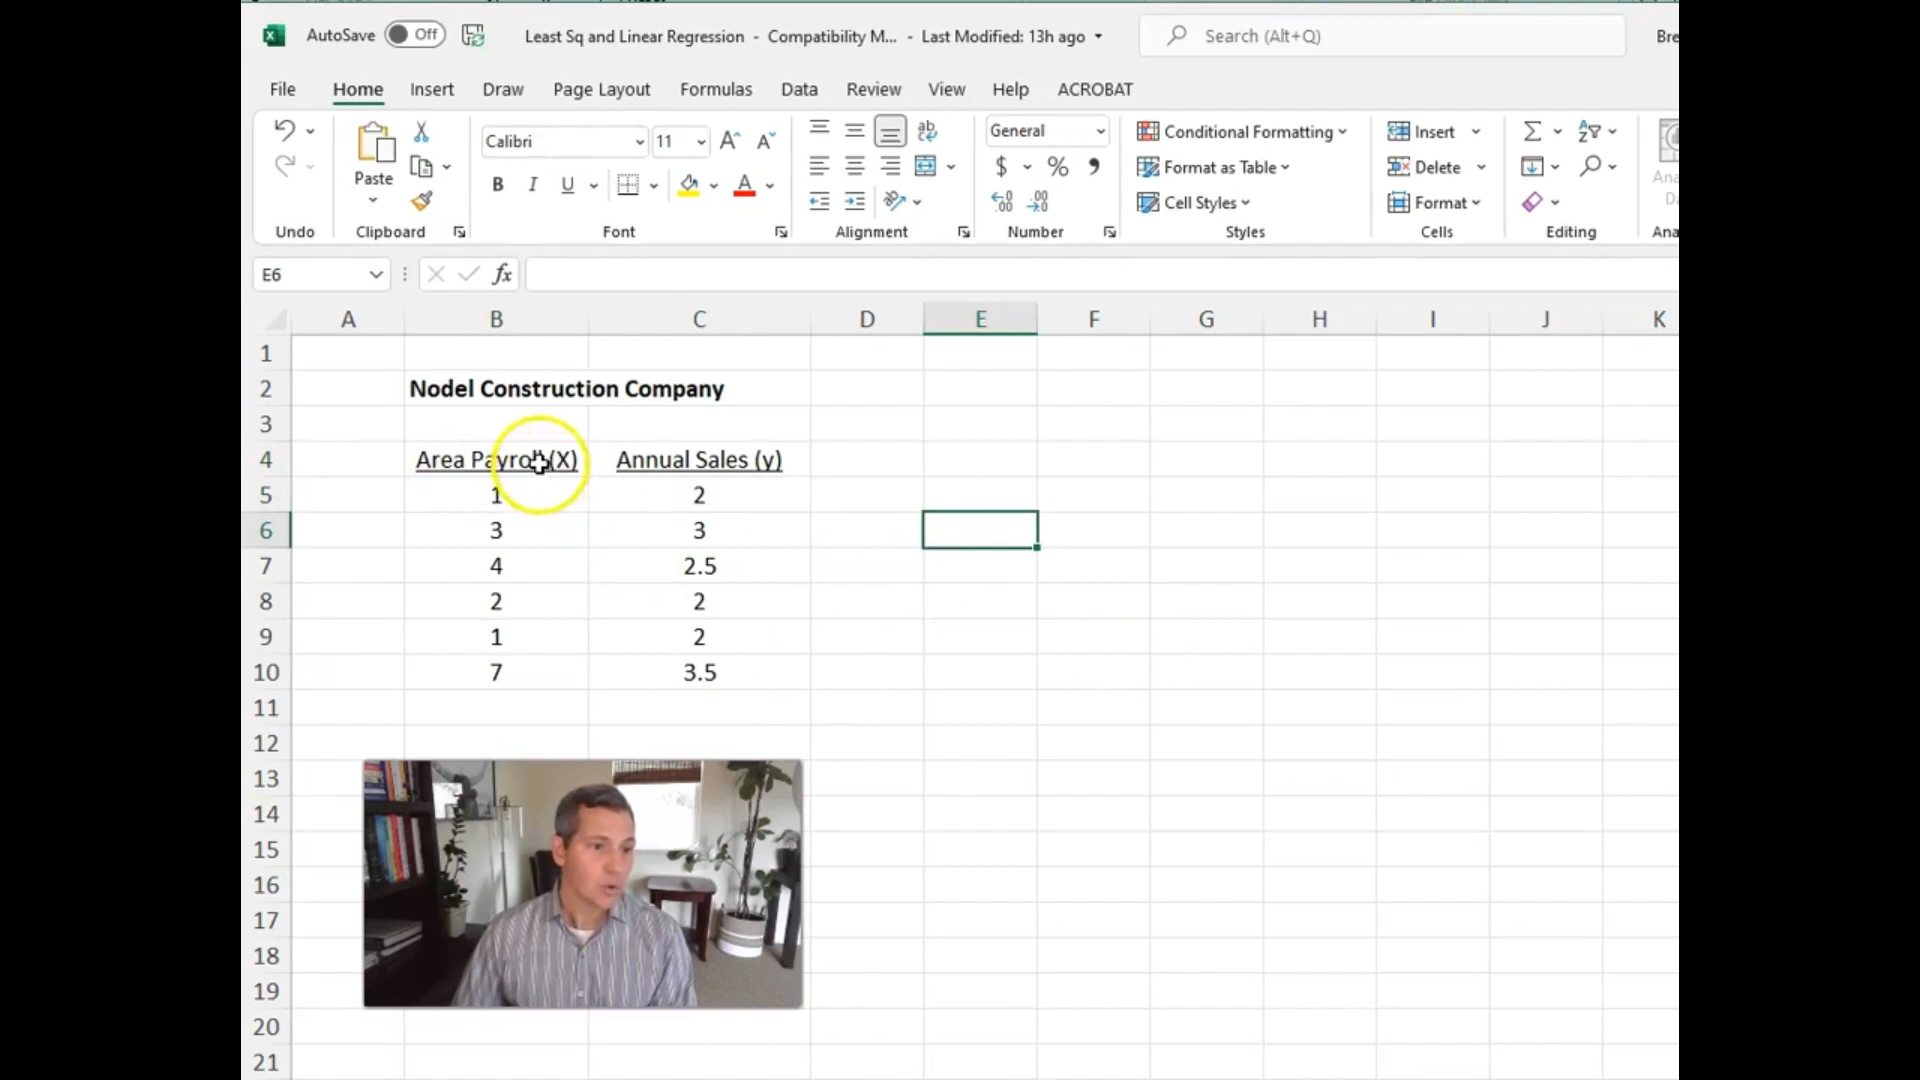 AutoSave Off Least Sq and Linear Regression - Compatibility M... - Last Modified: 13h ago Search (Alt+Q) Bre
File Home Insert Draw Page Layout Formulas Data Review View Help ACROBAT
Paste Calibri 11 B I U General $ % Conditional Formatting Format as Table Cell Styles Insert Delete Format Ana
Undo Clipboard Font Alignment Number Styles Cells Editing Ana
E6 fx
A B C D E F G H I J K
1
2 Nodel Construction Company
3
4 Area Payroll (X) Annual Sales (y)
5 1 2
6 3 3
7 4 2.5
8 2 2
9 1 2
10 7 3.5
11
12
13
14
15
16
17
18
19
20
21